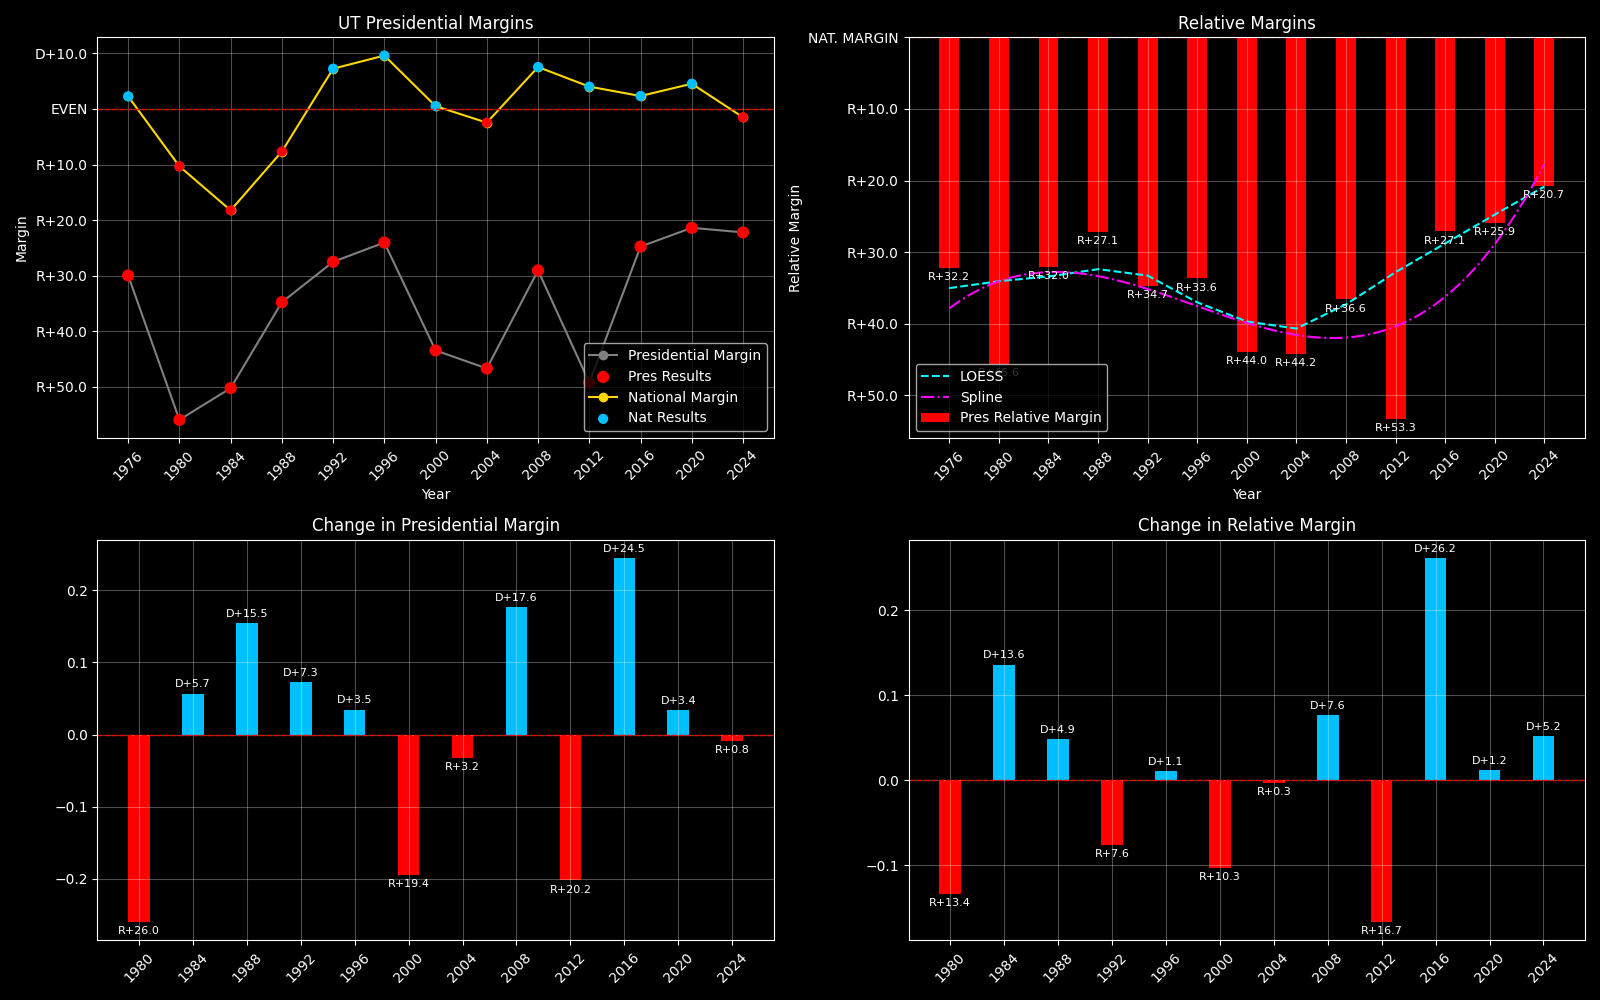 UT Presidential Margins
D+10.0
EVEN
R+10.0
R+20.0
R+30.0
R+40.0
R+50.0
Margin
Presidential Margin
Pres Results
National Margin
Nat Results
1976
1980
1984
1988
1992
1996
2000
2004
2008
2012
2016
2020
2024
Year
Relative Margins
NAT. MARGIN
R+10.0
R+20.0
R+30.0
R+40.0
R+50.0
Relative Margin
R+32.2
R+32.0
R+27.1
R+34.7
R+33.6
R+44.0
R+44.2
R+36.6
R+53.3
R+27.1
R+25.9
R+20.7
LOESS
Spline
Pres Relative Margin
1976
1980
1984
1988
1992
1996
2000
2004
2008
2012
2016
2020
2024
Year
Change in Presidential Margin
0.2
0.1
0.0
−0.1
−0.2
R+26.0
D+5.7
D+15.5
D+7.3
D+3.5
R+19.4
R+3.2
D+17.6
R+20.2
D+24.5
D+3.4
R+0.8
1980
1984
1988
1992
1996
2000
2004
2008
2012
2016
2020
2024
Change in Relative Margin
0.2
0.1
0.0
−0.1
R+13.4
D+13.6
D+4.9
R+7.6
D+1.1
R+10.3
R+0.3
D+7.6
R+16.7
D+26.2
D+1.2
D+5.2
1980
1984
1988
1992
1996
2000
2004
2008
2012
2016
2020
2024